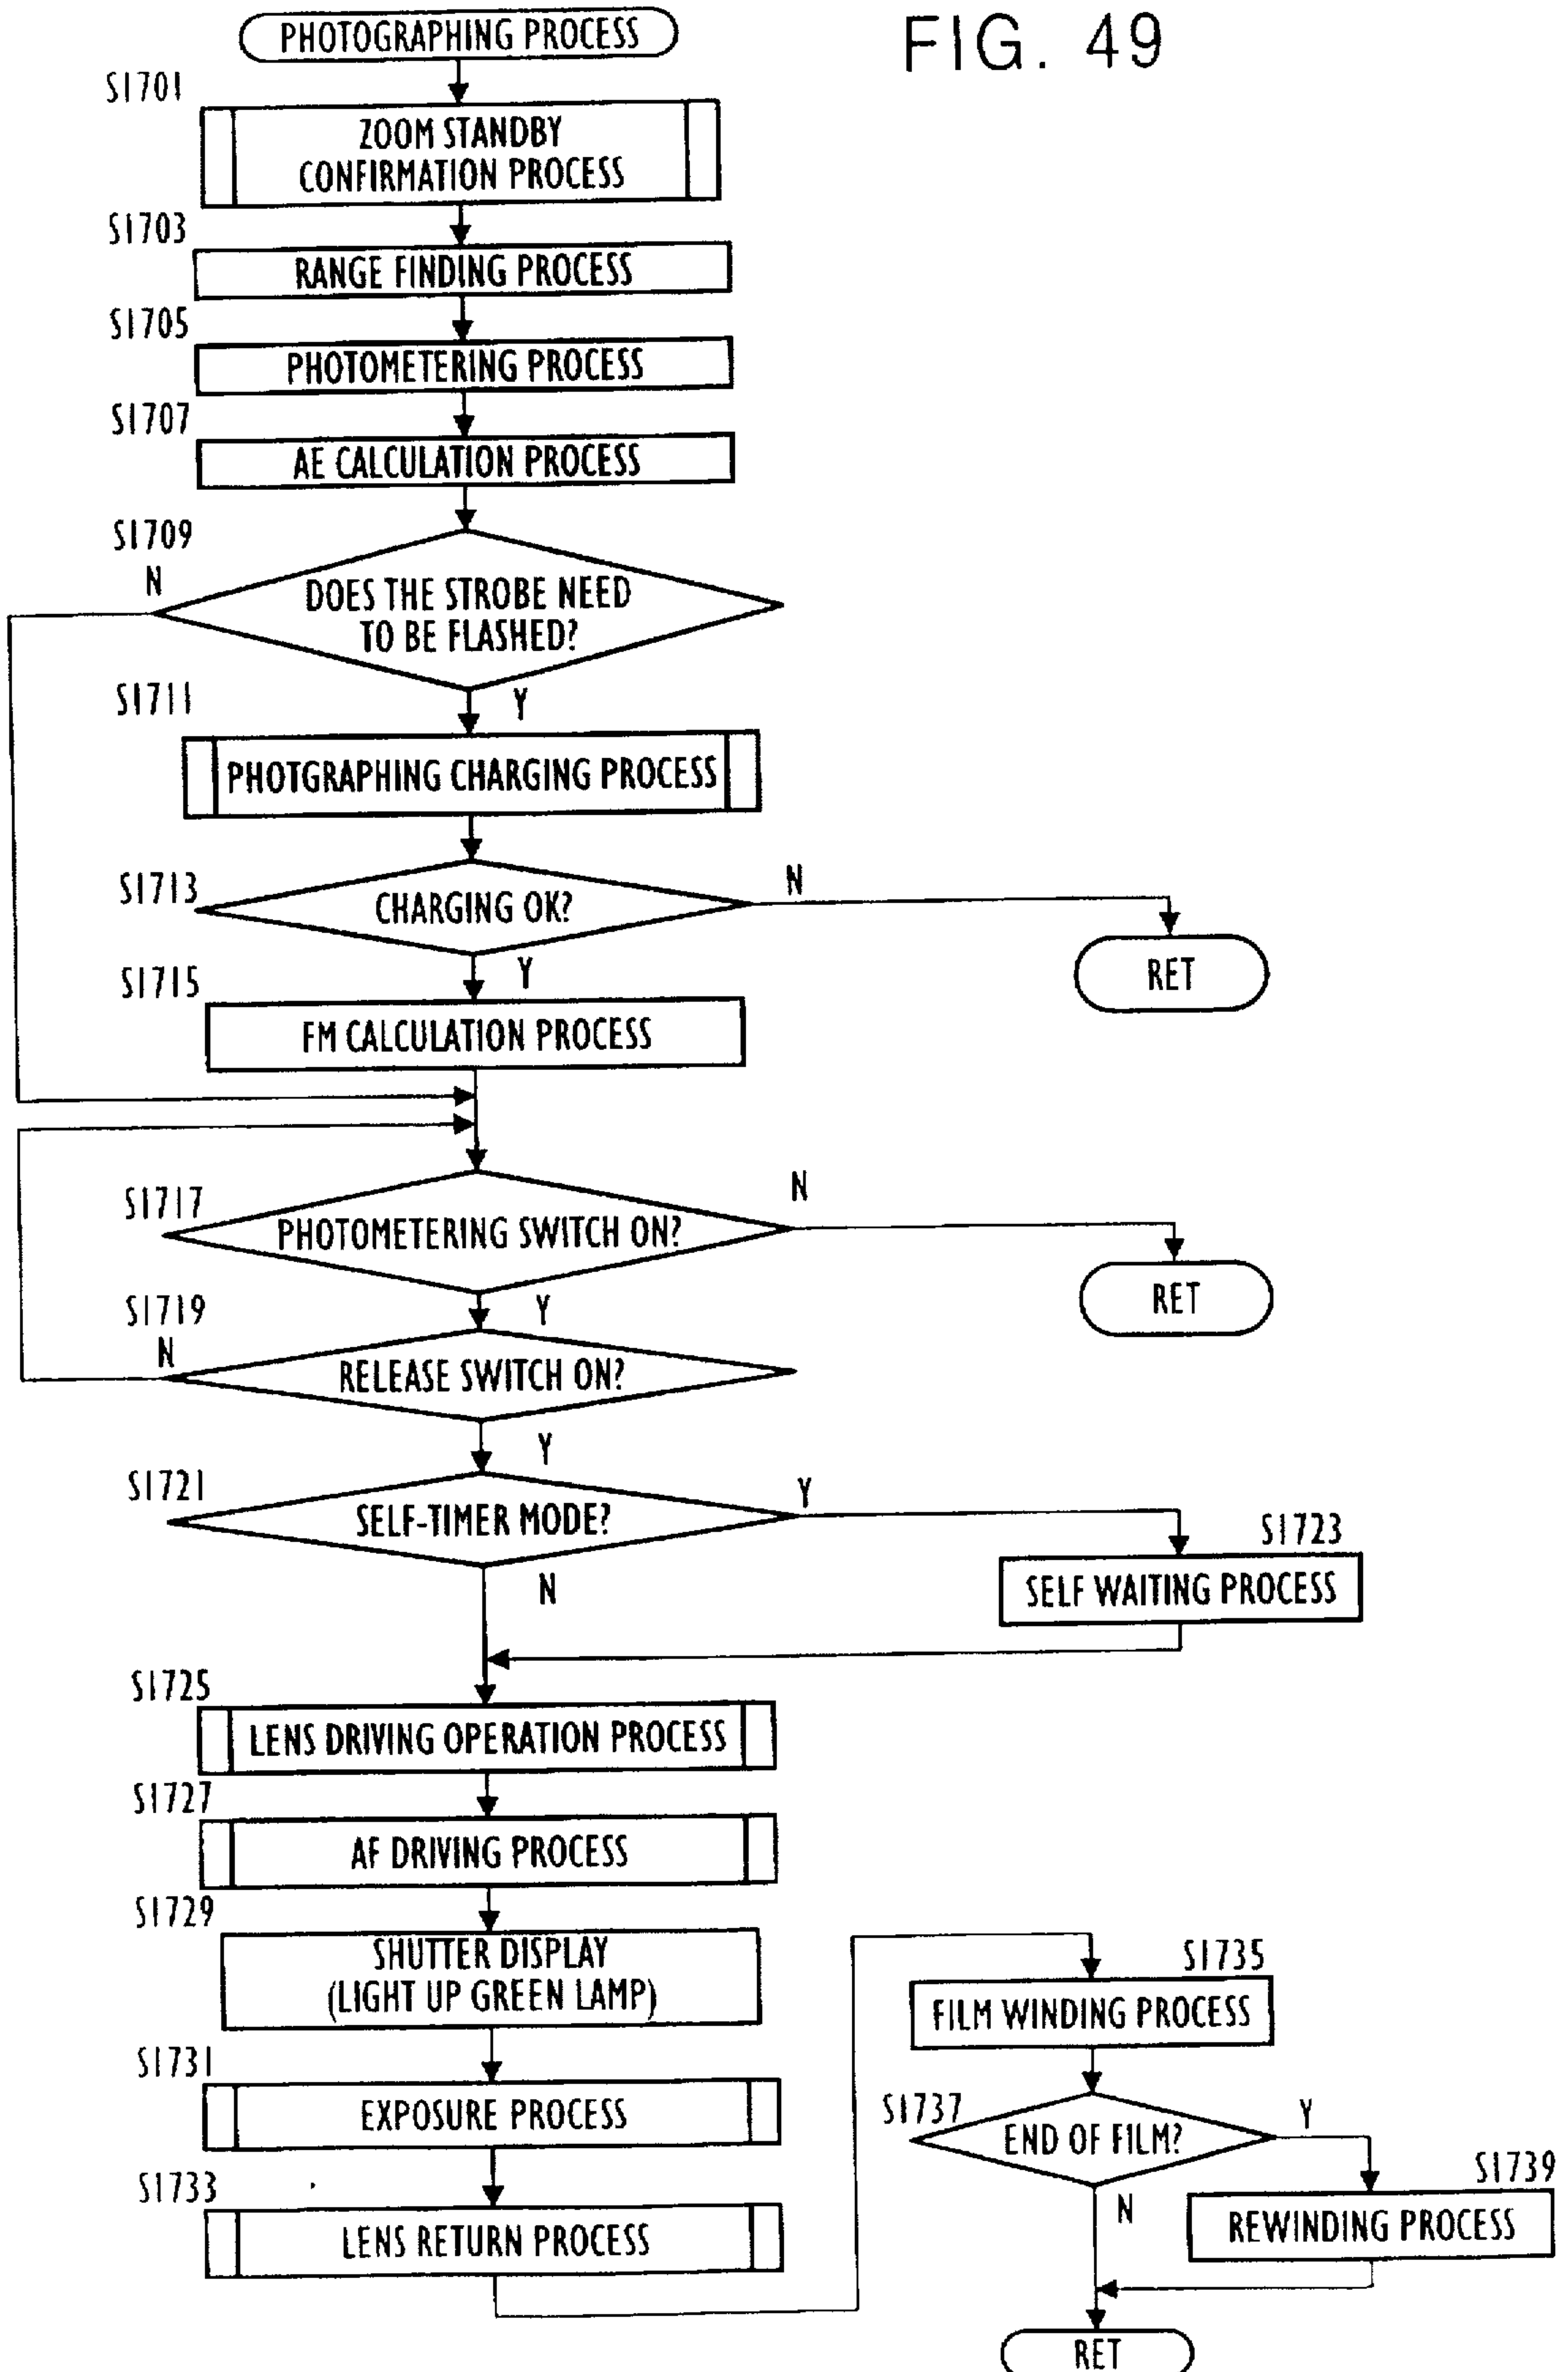 FIG. 49
PHOTOGRAPHING PROCESS
S1701
ZOOM STANDBY
CONFIRMATION PROCESS
S1703
RANGE FINDING PROCESS
S1705
PHOTOMETERING PROCESS
S1707
AE CALCULATION PROCESS
S1709
N
DOES THE STROBE NEED
TO BE FLASHED?
Y
S1711
PHOTGRAPHING CHARGING PROCESS
S1713
CHARGING OK?
N
RET
Y
S1715
FM CALCULATION PROCESS
S1717
PHOTOMETERING SWITCH ON?
N
RET
Y
S1719
N
RELEASE SWITCH ON?
Y
S1721
SELF-TIMER MODE?
Y
S1723
SELF WAITING PROCESS
N
S1725
LENS DRIVING OPERATION PROCESS
S1727
AF DRIVING PROCESS
S1729
SHUTTER DISPLAY
(LIGHT UP GREEN LAMP)
S1731
EXPOSURE PROCESS
S1733
LENS RETURN PROCESS
S1735
FILM WINDING PROCESS
S1737
END OF FILM?
Y
S1739
REWINDING PROCESS
N
RET